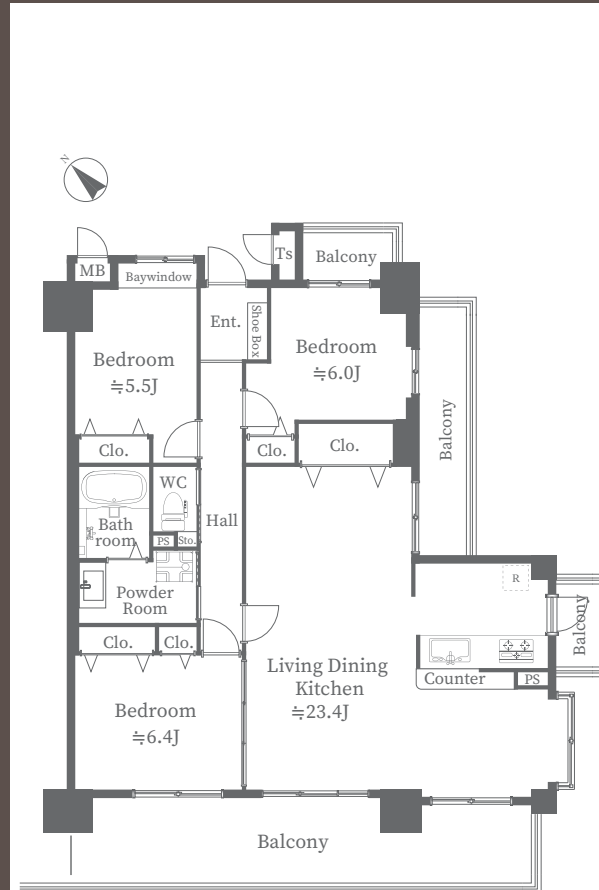 N
MB
Baywindow
Ts
Balcony
Ent.
Shoe Box
Bedroom
≒5.5J
Bedroom
≒6.0J
Balcony
Clo.
Clo.
Clo.
WC
Bath
room
PS
Sto.
Hall
Powder
Room
R
Balcony
Clo.
Clo.
Living Dining
Kitchen
≒23.4J
Counter
PS
Bedroom
≒6.4J
Balcony